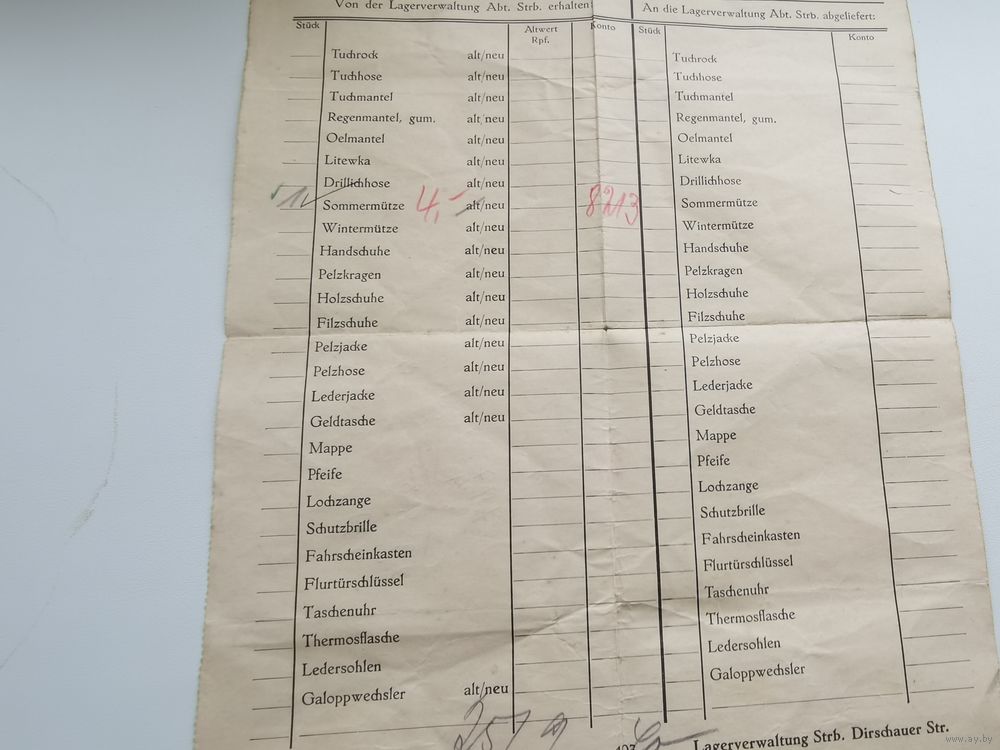 Von der Lagerverwaltung Abt. Strb. erhalten:
Stück Altwert Rpf. Konto
Tuchrock alt/neu
Tuchhose alt/neu
Tuchmantel alt/neu
Regenmantel, gum. alt/neu
Oelmantel alt/neu
Litewka alt/neu
Drillichhose alt/neu
1 Sommermütze 4,- alt/neu 8213
Wintermütze alt/neu
Handschuhe alt/neu
Pelzkragen alt/neu
Holzschuhe alt/neu
Filzschuhe alt/neu
Pelzjacke alt/neu
Pelzhose alt/neu
Lederjacke alt/neu
Geldtasche alt/neu
Mappe
Pfeife
Lochzange
Schutzbrille
Fahrscheinkasten
Flurtürschlüssel
Taschenuhr
Thermosflasche
Ledersohlen
Galoppwechsler alt/neu
An die Lagerverwaltung Abt. Strb. abgeliefert:
Stück Konto
Tuchrock
Tuchhose
Tuchmantel
Regenmantel, gum.
Oelmantel
Litewka
Drillichhose
Sommermütze
Wintermütze
Handschuhe
Pelzkragen
Holzschuhe
Filzschuhe
Pelzjacke
Pelzhose
Lederjacke
Geldtasche
Mappe
Pfeife
Lochzange
Schutzbrille
Fahrscheinkasten
Flurtürschlüssel
Taschenuhr
Thermosflasche
Ledersohlen
Galoppwechsler
Lagerverwaltung Strb. Dirschauer Str.
www.ay.by